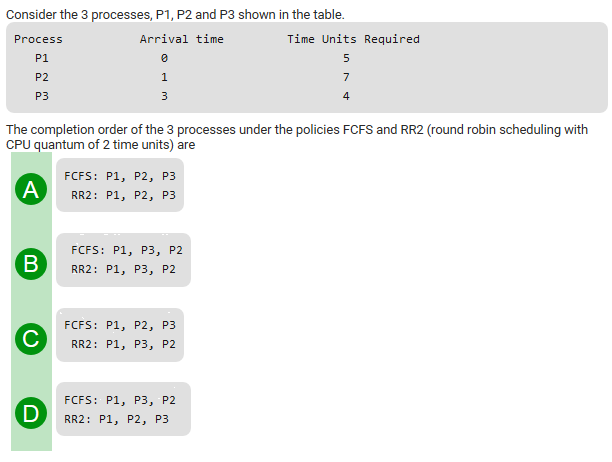 Consider the 3 processes, P1, P2 and P3 shown in the table.
Process Arrival time Time Units Required
P1 0 5
P2 1 7
P3 3 4
The completion order of the 3 processes under the policies FCFS and RR2 (round robin scheduling with
CPU quantum of 2 time units) are
A
FCFS: P1, P2, P3
RR2: P1, P2, P3
B
FCFS: P1, P3, P2
RR2: P1, P3, P2
C
FCFS: P1, P2, P3
RR2: P1, P3, P2
D
FCFS: P1, P3, P2
RR2: P1, P2, P3